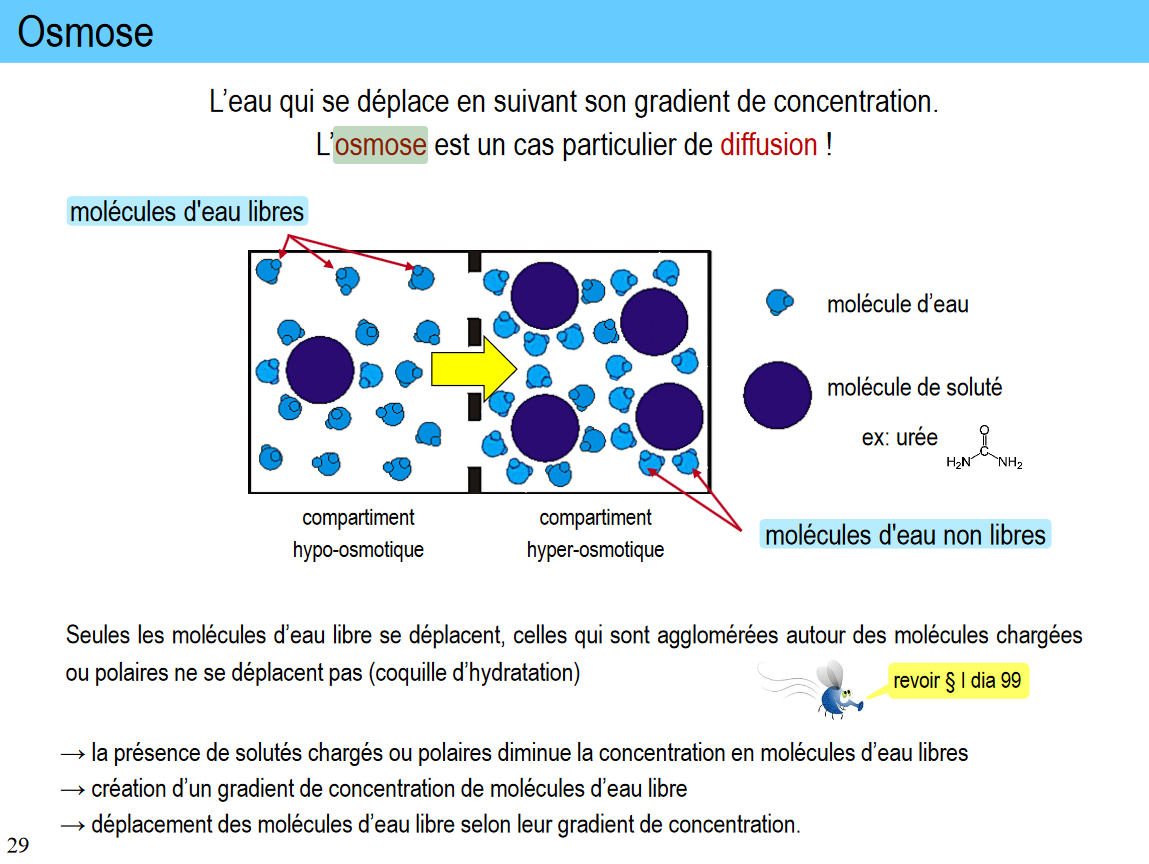 Osmose
L'eau qui se déplace en suivant son gradient de concentration.
L'osmose est un cas particulier de diffusion !
molécules d'eau libres
molécule d'eau
molécule de soluté
ex: urée
O
C
H₂N
NH₂
compartiment
hypo-osmotique
compartiment
hyper-osmotique
molécules d'eau non libres
Seules les molécules d'eau libre se déplacent, celles qui sont agglomérées autour des molécules chargées
ou polaires ne se déplacent pas (coquille d'hydratation)
revoir § I dia 99
→ la présence de solutés chargés ou polaires diminue la concentration en molécules d'eau libres
→ création d'un gradient de concentration de molécules d'eau libre
→ déplacement des molécules d'eau libre selon leur gradient de concentration.
29